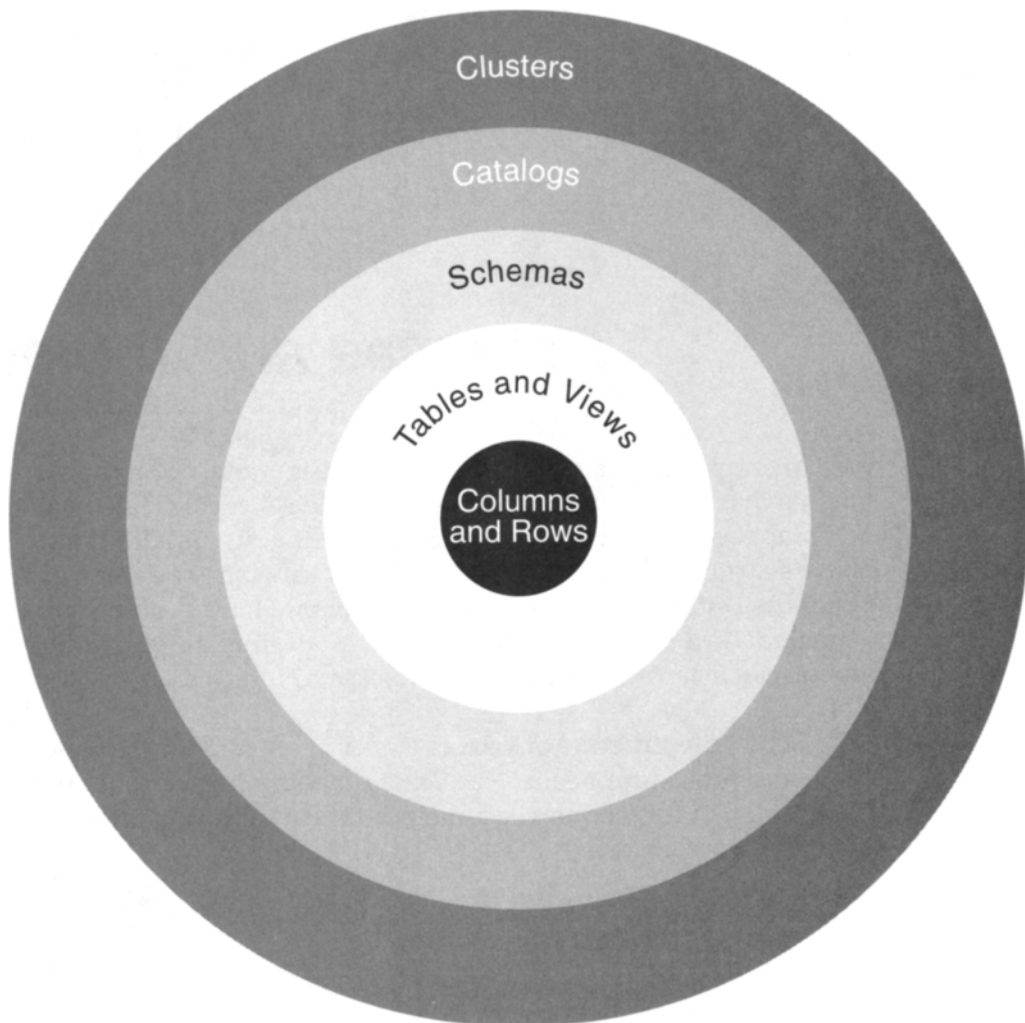 Clusters
Catalogs
Schemas
Tables and Views
Columns
and Rows